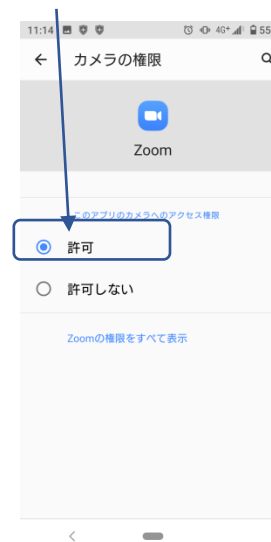 11:14 4G+ 55
カメラの権限
Zoom
このアプリのカメラへのアクセス権限
許可
許可しない
Zoomの権限をすべて表示